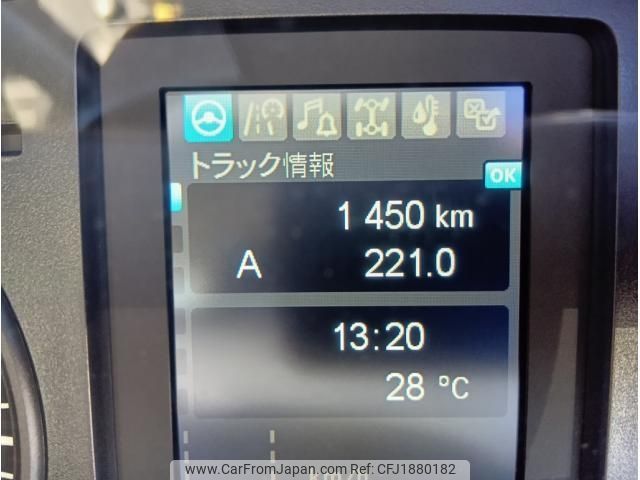 トラック情報
OK
1 450 km
A 221.0
13:20
28 °C
km/h
www.CarFromJapan.com - Ref:CFJ1880182